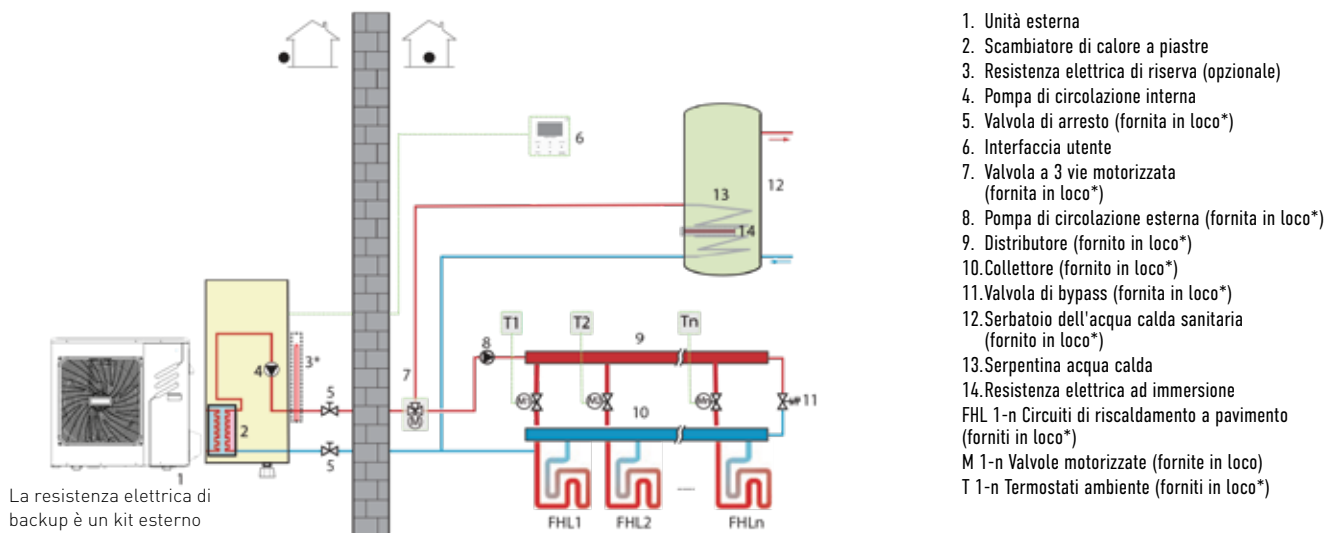 1. Unità esterna
2. Scambiatore di calore a piastre
3. Resistenza elettrica di riserva (opzionale)
4. Pompa di circolazione interna
5. Valvola di arresto (fornita in loco*)
6. Interfaccia utente
7. Valvola a 3 vie motorizzata
(fornita in loco*)
8. Pompa di circolazione esterna (fornita in loco*)
9. Distributore (fornito in loco*)
10.Collettore (fornito in loco*)
11.Valvola di bypass (fornita in loco*)
12.Serbatoio dell'acqua calda sanitaria
(fornito in loco*)
13.Serpentina acqua calda
14.Resistenza elettrica ad immersione
FHL 1-n Circuiti di riscaldamento a pavimento
(forniti in loco*)
M 1-n Valvole motorizzate (fornite in loco)
T 1-n Termostati ambiente (forniti in loco*)
6
13
12
14
T1
T2
Tn
8
9
7
4
3*
5
M
10
11
2
5
1
FHL1
FHL2
FHLn
La resistenza elettrica di
backup è un kit esterno